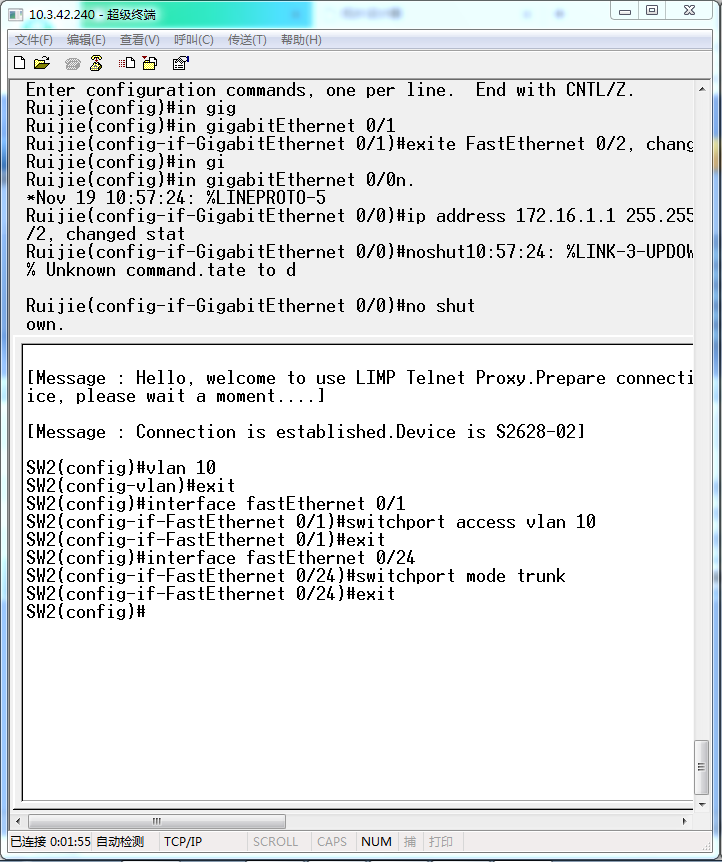 10.3.42.240 - 超级终端
文件(F) 编辑(E) 查看(V) 呼叫(C) 传送(T) 帮助(H)
Enter configuration commands, one per line.  End with CNTL/Z.
Ruijie(config)#in gig
Ruijie(config)#in gigabitEthernet 0/1
Ruijie(config-if-GigabitEthernet 0/1)#exite FastEthernet 0/2, chang
Ruijie(config)#in gi
Ruijie(config)#in gigabitEthernet 0/0n.
*Nov 19 10:57:24: %LINEPROTO-5
Ruijie(config-if-GigabitEthernet 0/0)#ip address 172.16.1.1 255.255
/2, changed stat
Ruijie(config-if-GigabitEthernet 0/0)#noshut10:57:24: %LINK-3-UPDOW
% Unknown command.tate to d
Ruijie(config-if-GigabitEthernet 0/0)#no shut
own.
[Message : Hello, welcome to use LIMP Telnet Proxy.Prepare connecti
ice, please wait a moment....]
[Message : Connection is established.Device is S2628-02]
SW2(config)#vlan 10
SW2(config-vlan)#exit
SW2(config)#interface fastEthernet 0/1
SW2(config-if-FastEthernet 0/1)#switchport access vlan 10
SW2(config-if-FastEthernet 0/1)#exit
SW2(config)#interface fastEthernet 0/24
SW2(config-if-FastEthernet 0/24)#switchport mode trunk
SW2(config-if-FastEthernet 0/24)#exit
SW2(config)#
已连接 0:01:55 自动检测 TCP/IP SCROLL CAPS NUM 捕 打印